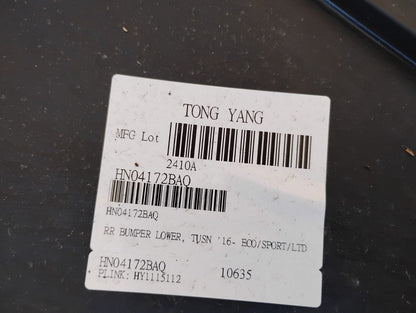 TONG YANG
MFG Lot
2410A
HN04172BAQ
HN04172BAQ
RR BUMPER LOWER, TUSN '16- ECO/SPORT/LTD
HN04172BAQ 10635
PLINK: HY1115112